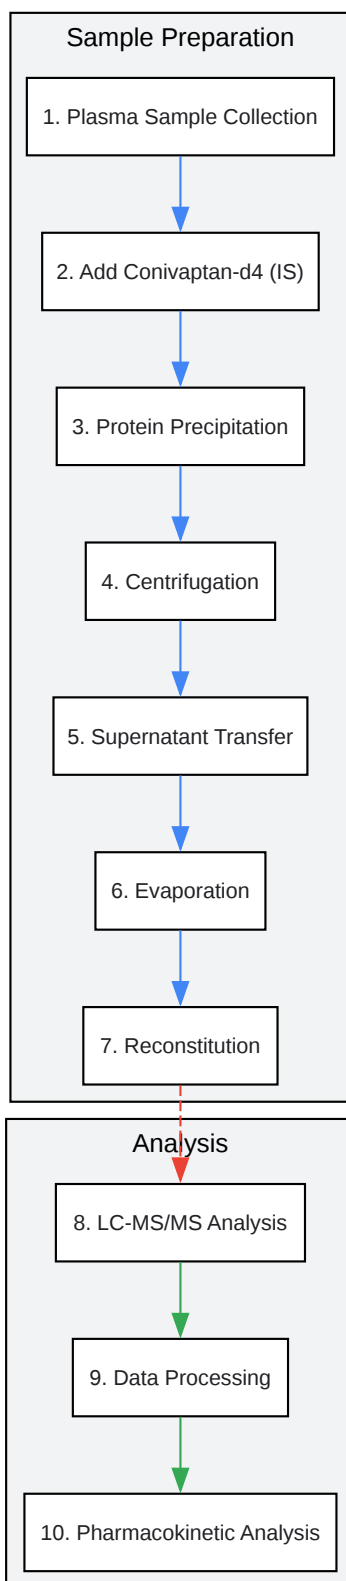 Sample Preparation
1. Plasma Sample Collection
2. Add Conivaptan-d4 (IS)
3. Protein Precipitation
4. Centrifugation
5. Supernatant Transfer
6. Evaporation
7. Reconstitution
Analysis
8. LC-MS/MS Analysis
9. Data Processing
10. Pharmacokinetic Analysis